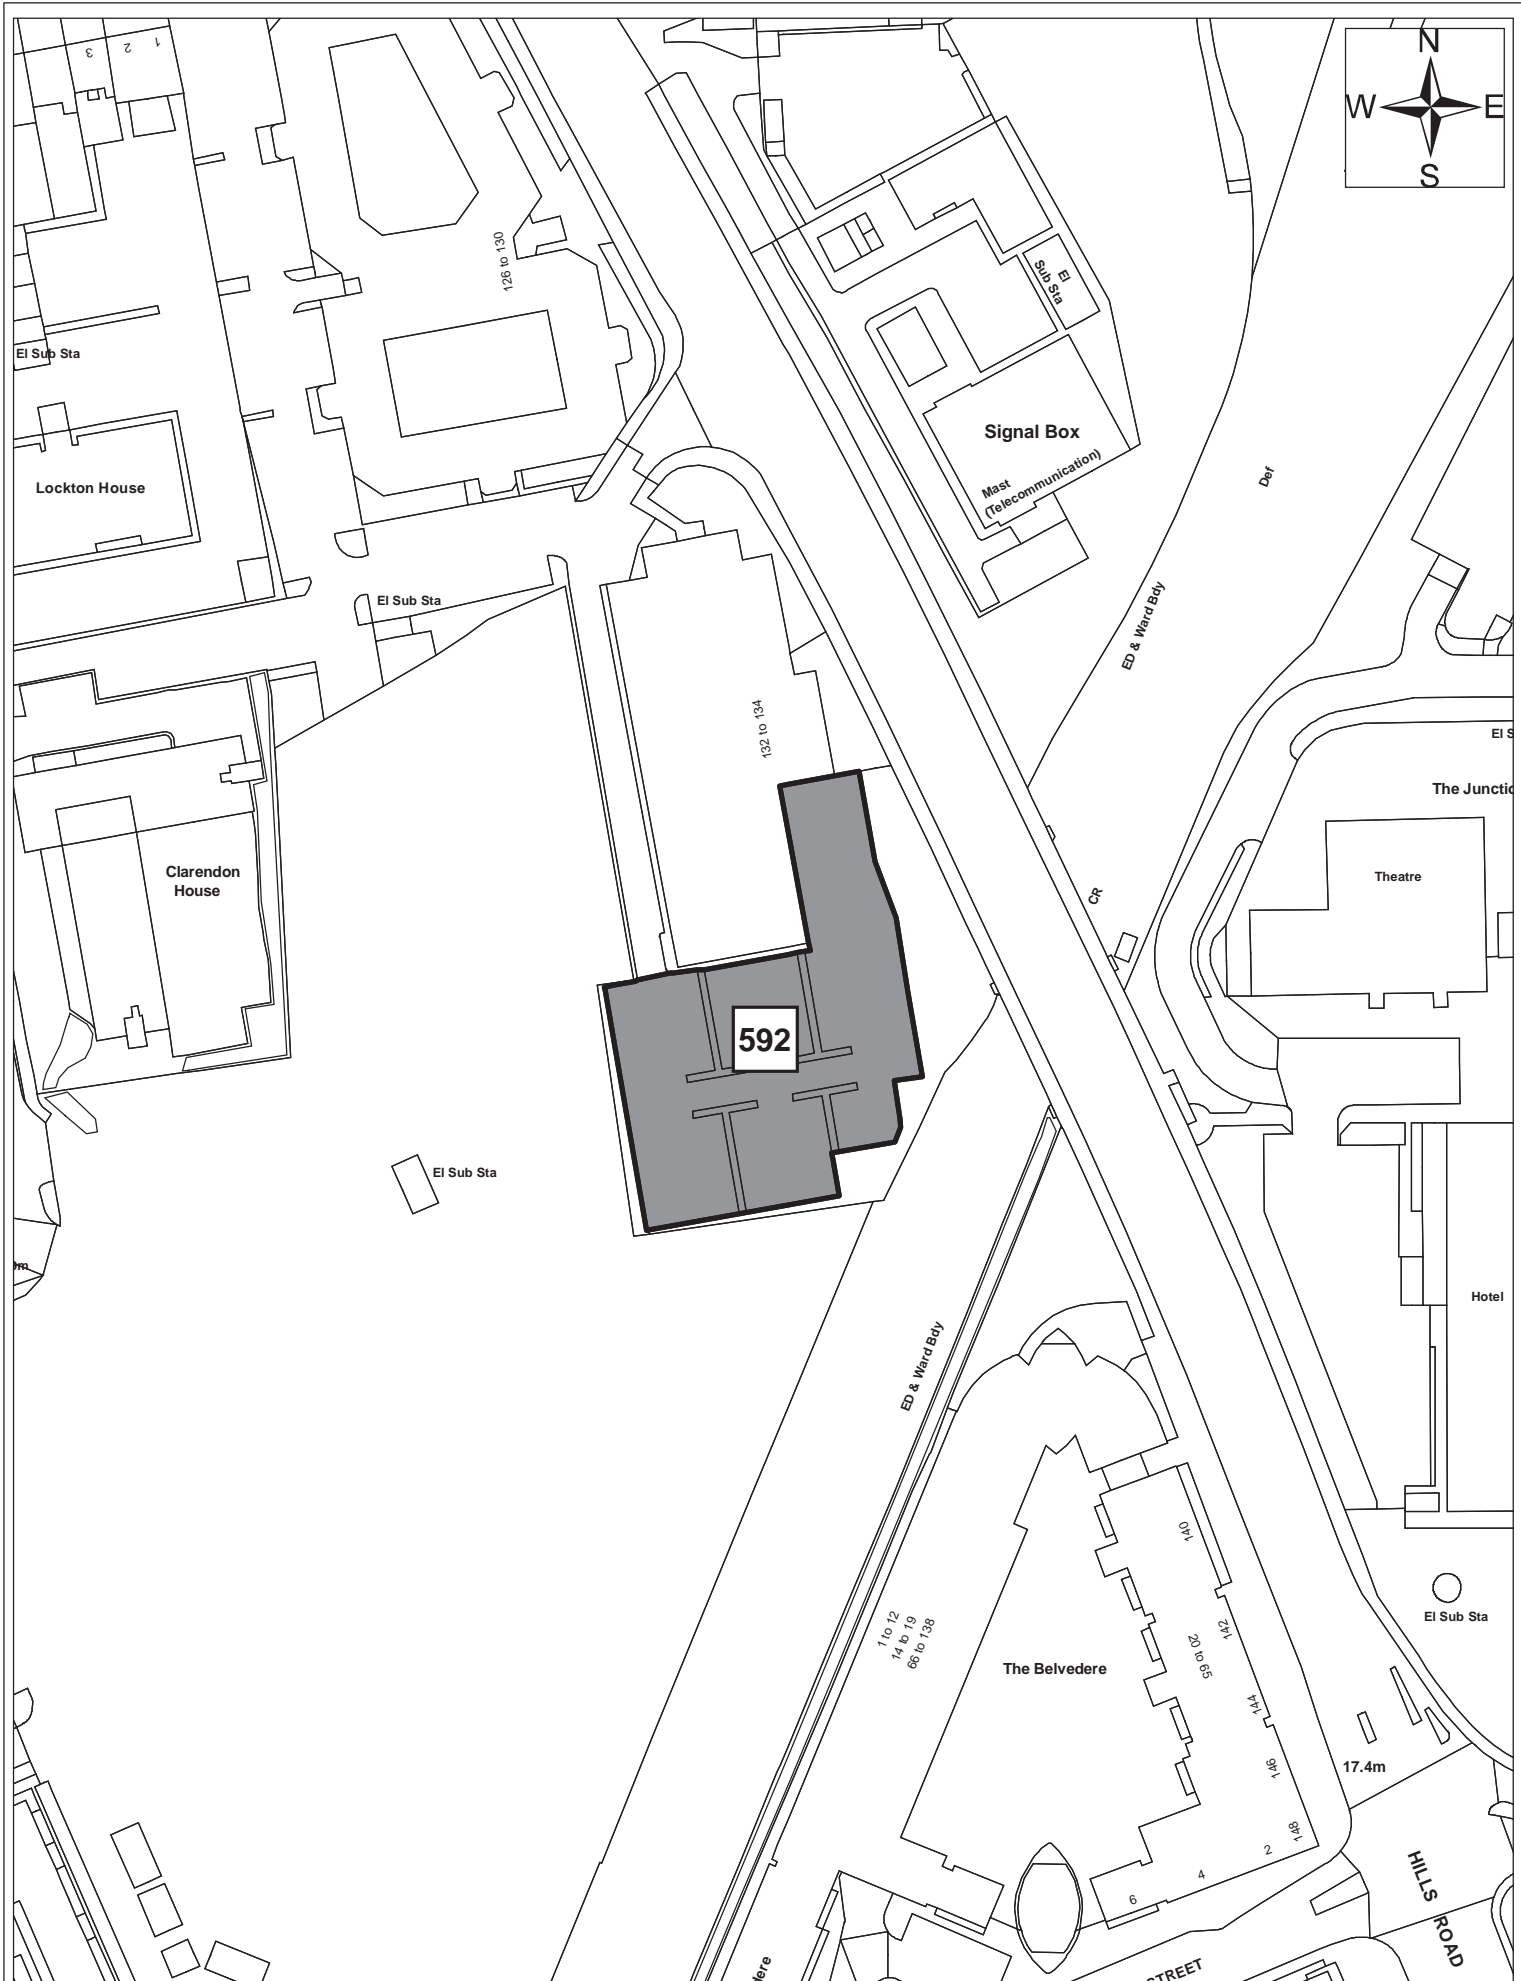 3
2
1
N
W
E
S
126 to 130
El
Sub Sta
El Sub Sta
Signal Box
Mast
(Telecommunication)
Def
Lockton House
El Sub Sta
ED & Ward Bdy
132 to 134
El S
The Junctio
Clarendon
House
Theatre
CR
592
El Sub Sta
Hotel
ED & Ward Bdy
140
1 to 12
14 to 19
66 to 138
142
20 to 59
El Sub Sta
The Belvedere
144
146
17.4m
148
2
4
6
HILLS ROAD
STREET